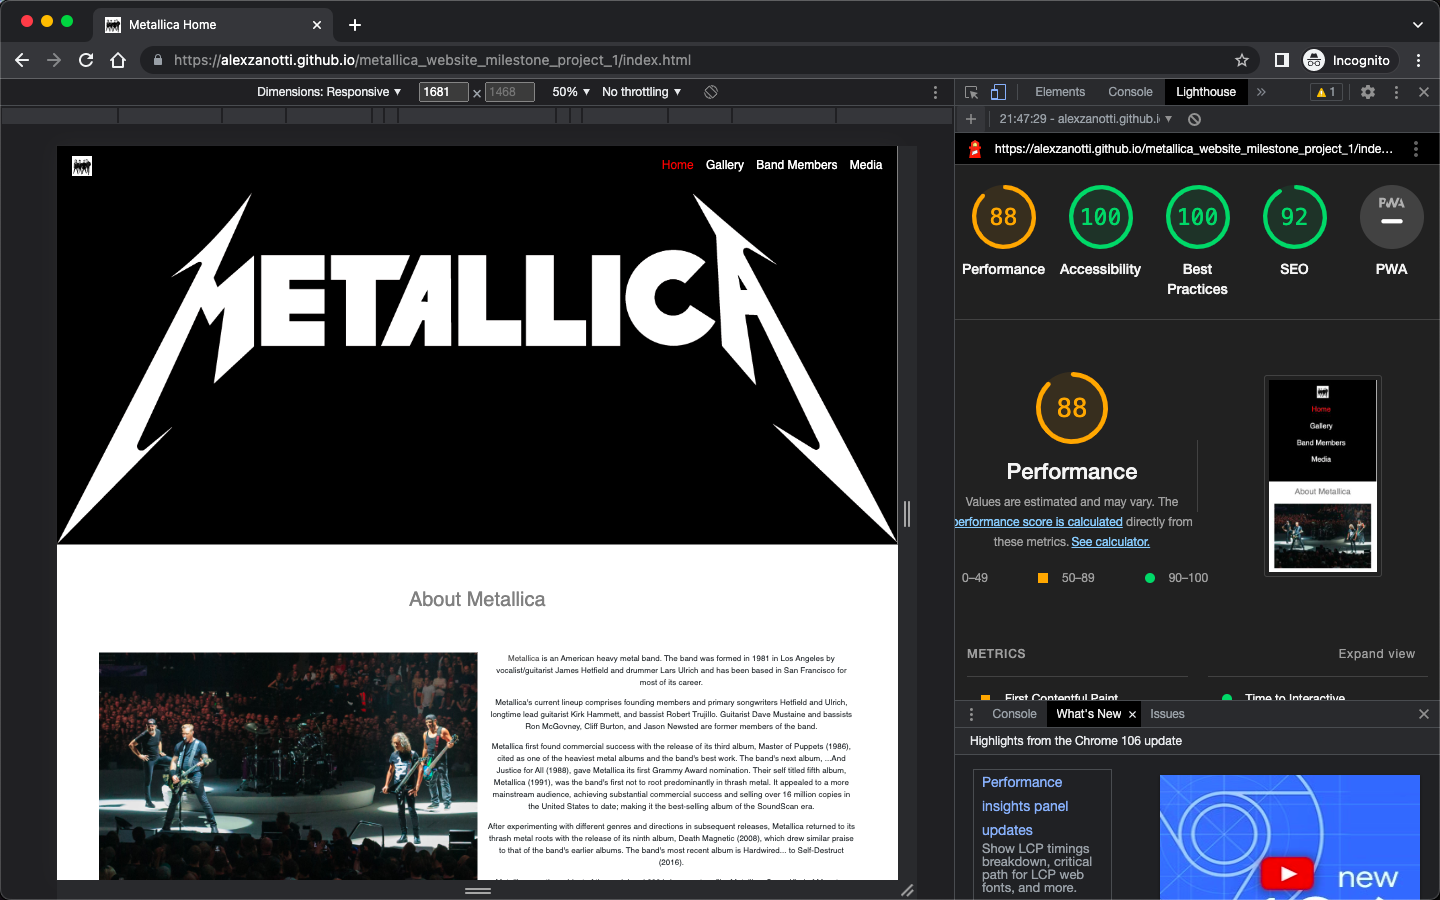 Metallica Home
https://alexzanotti.github.io/metallica_website_milestone_project_1/index.html
Incognito
Dimensions: Responsive
1681 × 1468
50%
No throttling
Elements
Console
Lighthouse
1
21:47:29 - alexzanotti.github.i
https://alexzanotti.github.io/metallica_website_milestone_project_1/inde...
Home
Gallery
Band Members
Media
METALLICA
About Metallica
Metallica is an American heavy metal band. The band was formed in 1981 in Los Angeles by
vocalist/guitarist James Hetfield and drummer Lars Ulrich and has been based in San Francisco for
most of its career.
Metallica's current lineup comprises founding members and primary songwriters Hetfield and Ulrich,
longtime lead guitarist Kirk Hammett, and bassist Robert Trujillo. Guitarist Dave Mustaine and bassists
Ron McGovney, Cliff Burton, and Jason Newsted are former members of the band.
Metallica first found commercial success with the release of its third album, Master of Puppets (1986),
cited as one of the heaviest metal albums and the band's best work. The band's next album, ...And
Justice for All (1988), gave Metallica its first Grammy Award nomination. Their self titled fifth album,
Metallica (1991), was the band's first not to root predominantly in thrash metal. It appealed to a more
mainstream audience, achieving substantial commercial success and selling over 16 million copies in
the United States to date; making it the best-selling album of the SoundScan era.
After experimenting with different genres and directions in subsequent releases, Metallica returned to its
thrash metal roots with the release of its ninth album, Death Magnetic (2008), which drew similar praise
to that of the band's earlier albums. The band's most recent album is Hardwired... to Self-Destruct
(2016).
88
100
100
92
PWA
Performance
Accessibility
Best
Practices
SEO
PWA
88
Performance
Values are estimated and may vary. The
performance score is calculated directly from
these metrics. See calculator.
0–49
50–89
90–100
Home
Gallery
Band Members
Media
About Metallica
METRICS
Expand view
First Contentful Paint
Time to Interactive
Console
What's New
Issues
Highlights from the Chrome 106 update
Performance
insights panel
updates
Show LCP timings
breakdown, critical
path for LCP web
fonts, and more.
new